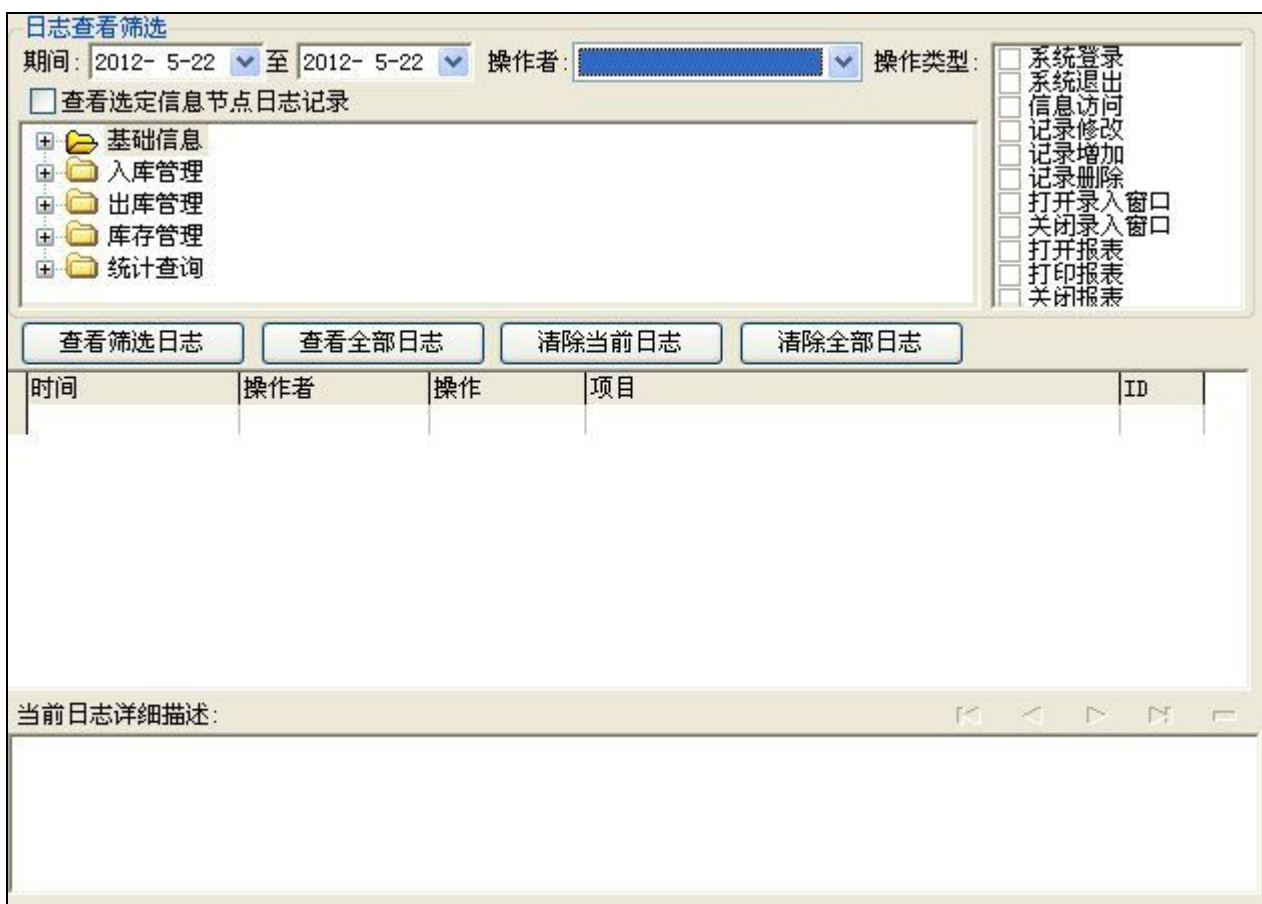 日志查看筛选
期间: 2012- 5-22 至 2012- 5-22 操作者: 操作类型:
系统登录
系统退出
信息访问
记录修改
记录增加
记录删除
打开录入窗口
关闭录入窗口
打开报表
打印报表
关闭报表
查看选定信息节点日志记录
基础信息
入库管理
出库管理
库存管理
统计查询
查看筛选日志 查看全部日志 清除当前日志 清除全部日志
时间 操作者 操作 项目 ID
当前日志详细描述: